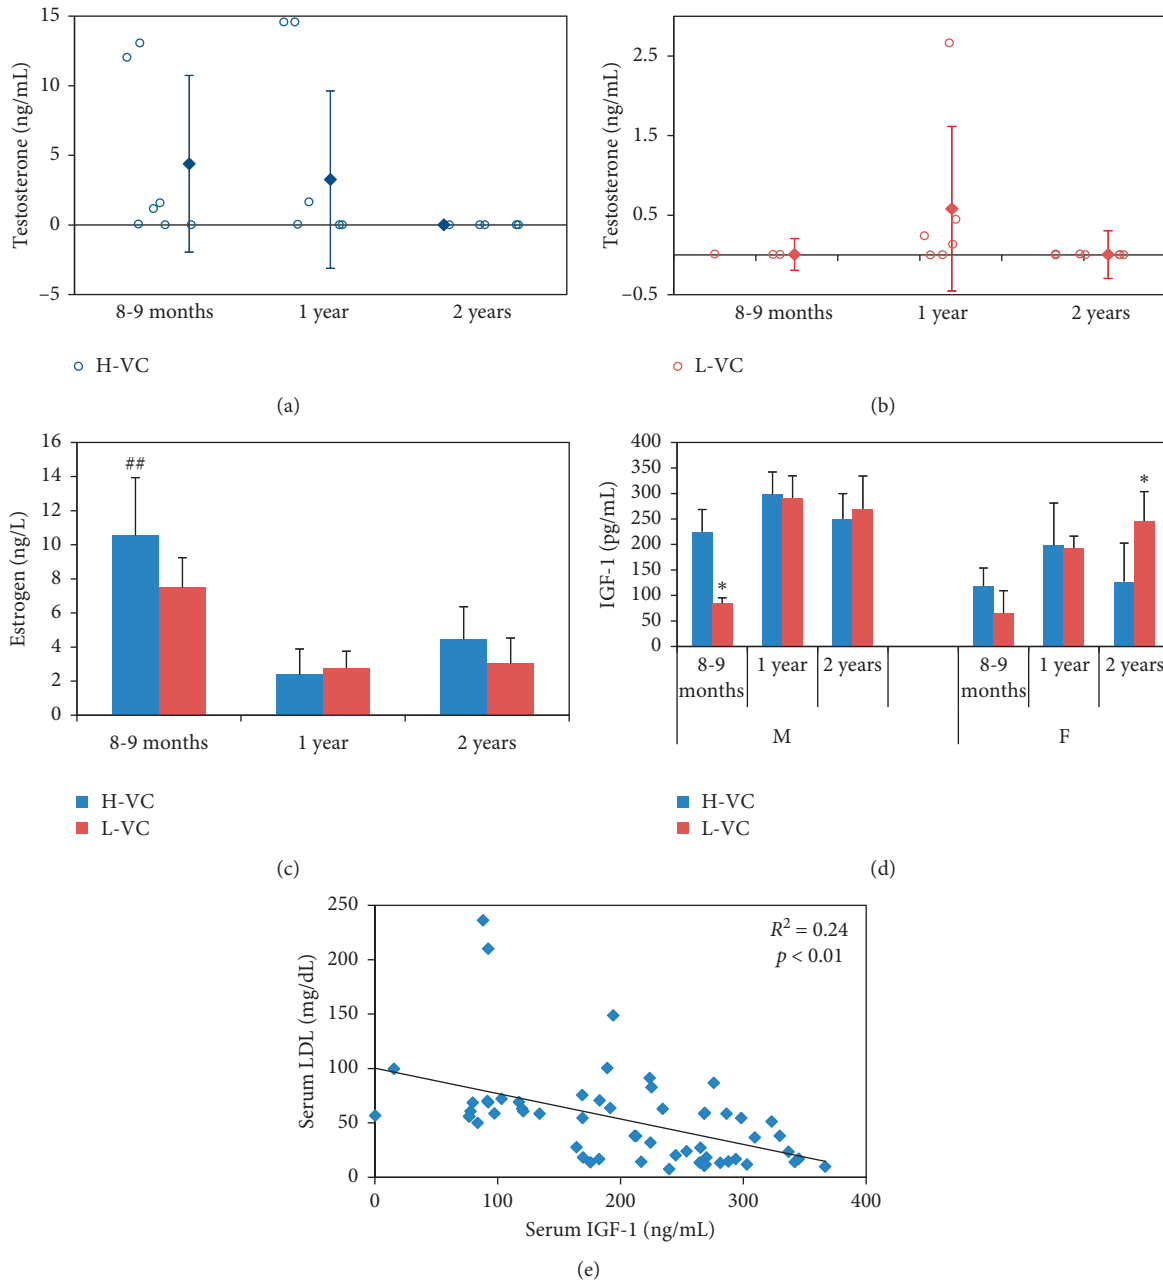 15
10
5
0
−5
Testosterone (ng/mL)
8-9 months 1 year 2 years
H-VC
(a)
2.5
1.5
0.5
−0.5
Testosterone (ng/mL)
8-9 months 1 year 2 years
L-VC
(b)
16
14
12
10
8
6
4
2
0
Estrogen (ng/L)
##
8-9 months 1 year 2 years
H-VC
L-VC
(c)
400
350
300
250
200
150
100
50
0
IGF-1 (pg/mL)
*
*
8-9 1 year 2 years 8-9 1 year 2 years
months months
M F
H-VC
L-VC
(d)
250
200
150
100
50
0
Serum LDL (mg/dL)
R² = 0.24
p < 0.01
0 100 200 300 400
Serum IGF-1 (ng/mL)
(e)